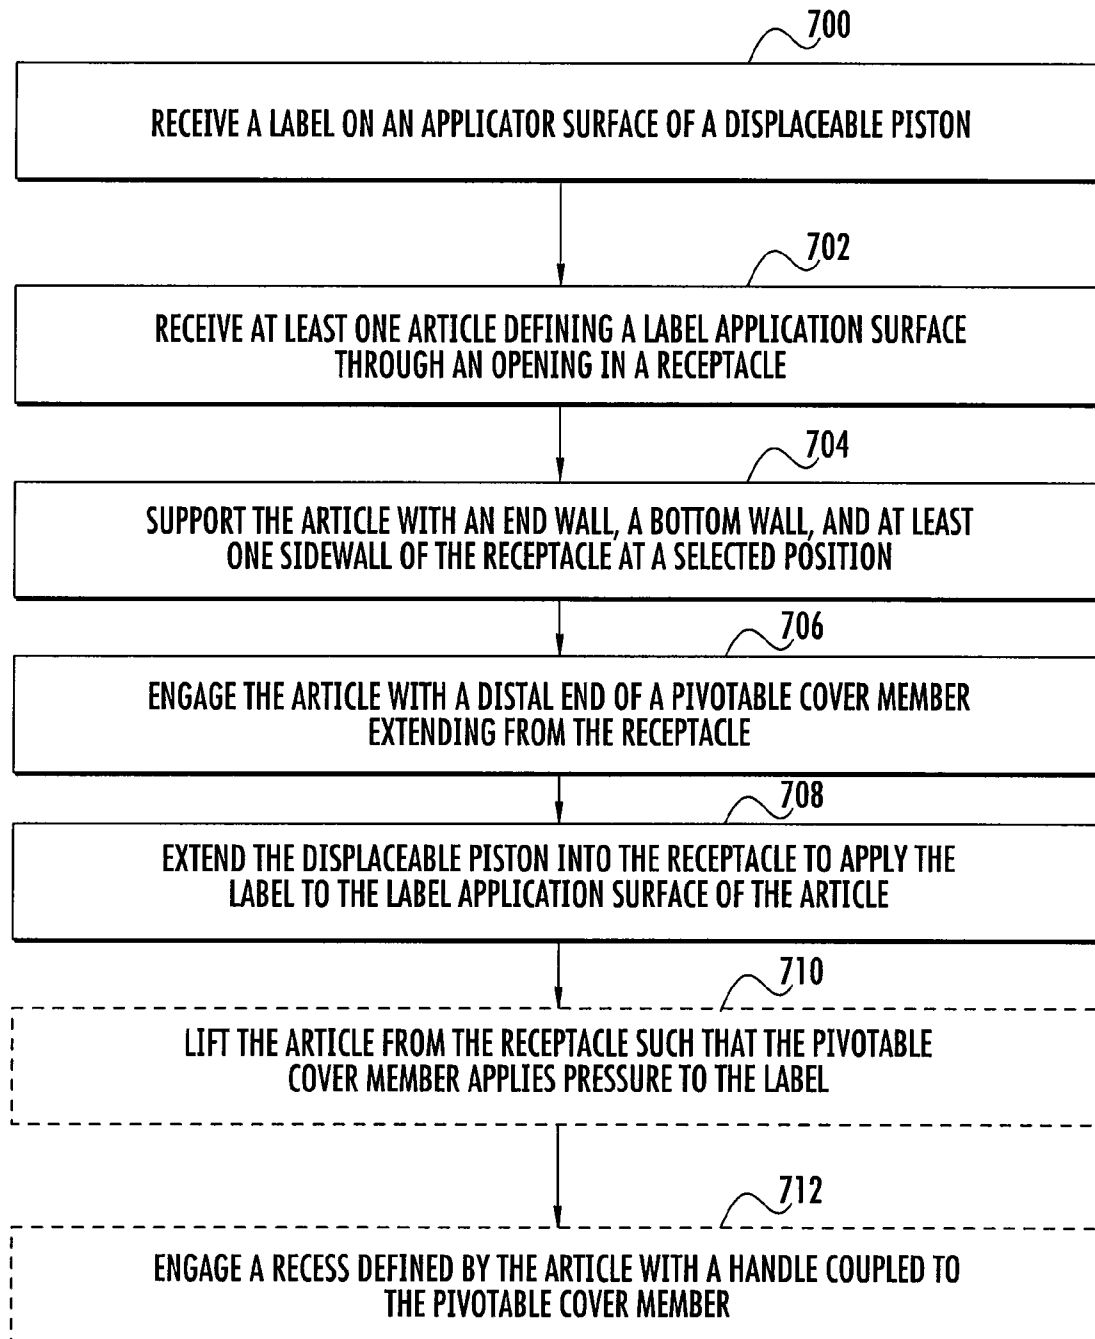 700
RECEIVE A LABEL ON AN APPLICATOR SURFACE OF A DISPLACEABLE PISTON
702
RECEIVE AT LEAST ONE ARTICLE DEFINING A LABEL APPLICATION SURFACE
THROUGH AN OPENING IN A RECEPTACLE
704
SUPPORT THE ARTICLE WITH AN END WALL, A BOTTOM WALL, AND AT LEAST
ONE SIDEWALL OF THE RECEPTACLE AT A SELECTED POSITION
706
ENGAGE THE ARTICLE WITH A DISTAL END OF A PIVOTABLE COVER MEMBER
EXTENDING FROM THE RECEPTACLE
708
EXTEND THE DISPLACEABLE PISTON INTO THE RECEPTACLE TO APPLY THE
LABEL TO THE LABEL APPLICATION SURFACE OF THE ARTICLE
710
LIFT THE ARTICLE FROM THE RECEPTACLE SUCH THAT THE PIVOTABLE
COVER MEMBER APPLIES PRESSURE TO THE LABEL
712
ENGAGE A RECESS DEFINED BY THE ARTICLE WITH A HANDLE COUPLED TO
THE PIVOTABLE COVER MEMBER